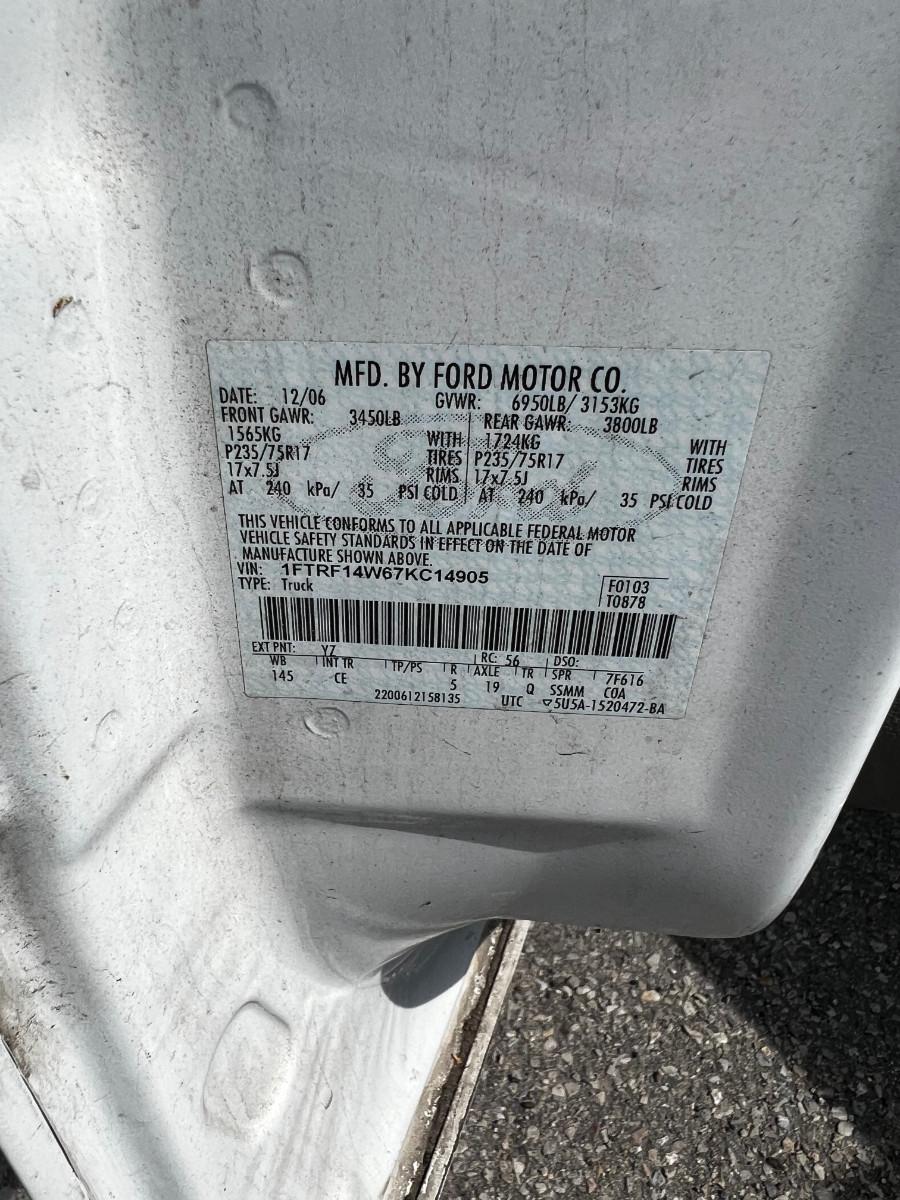 MFD. BY FORD MOTOR CO.
DATE: 12/06 GVWR: 6950LB/ 3153KG
FRONT GAWR: 3450LB REAR GAWR: 3800LB
1565KG WITH 1724KG WITH
P235/75R17 TIRES P235/75R17 TIRES
17x7.5J RIMS 17x7.5J RIMS
AT 240 kPa/ 35 PSI COLD AT 240 kPa/ 35 PSI COLD
THIS VEHICLE CONFORMS TO ALL APPLICABLE FEDERAL MOTOR
VEHICLE SAFETY STANDARDS IN EFFECT ON THE DATE OF
MANUFACTURE SHOWN ABOVE.
VIN: 1FTRF14W67KC14905
TYPE: Truck F0103
T0878
EXT PNT: YZ RC: 56 DSO:
WB INT TR TP/PS R AXLE TR SPR 7F616
145 CE 5 19 Q SSMM COA
2200612158135 UTC ▽5U5A-1520472-BA